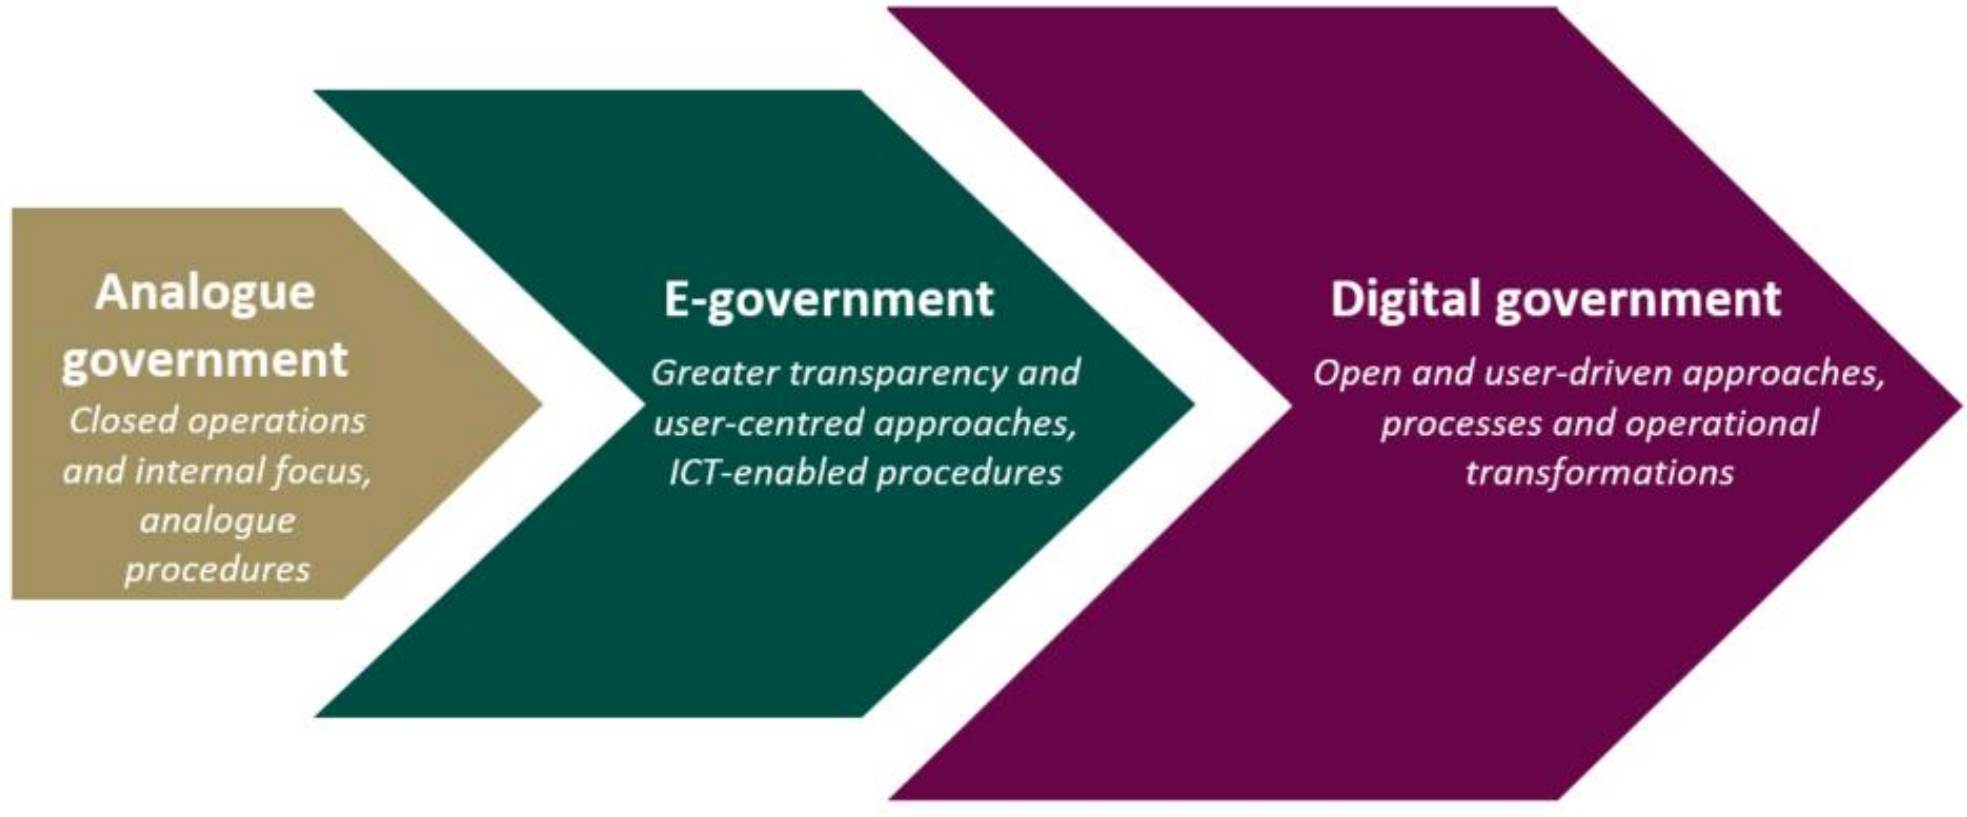 Analogue
government
Closed operations
and internal focus,
analogue
procedures
E-government
Greater transparency and
user-centred approaches,
ICT-enabled procedures
Digital government
Open and user-driven approaches,
processes and operational
transformations